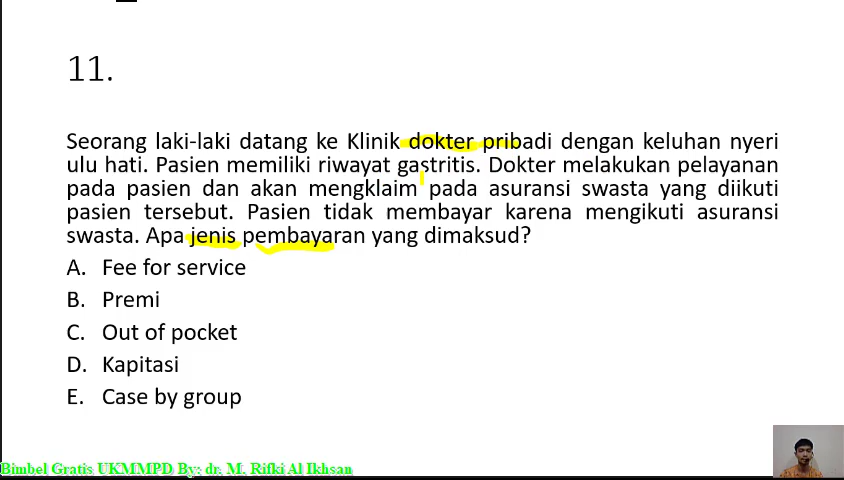 11.
Seorang laki-laki datang ke Klinik dokter pribadi dengan keluhan nyeri
ulu hati. Pasien memiliki riwayat gastritis. Dokter melakukan pelayanan
pada pasien dan akan mengklaim pada asuransi swasta yang diikuti
pasien tersebut. Pasien tidak membayar karena mengikuti asuransi
swasta. Apa jenis pembayaran yang dimaksud?
A. Fee for service
B. Premi
C. Out of pocket
D. Kapitasi
E. Case by group
Bimbel Gratis UKMMPD By: dr. M. Rifki Al Ikhsan